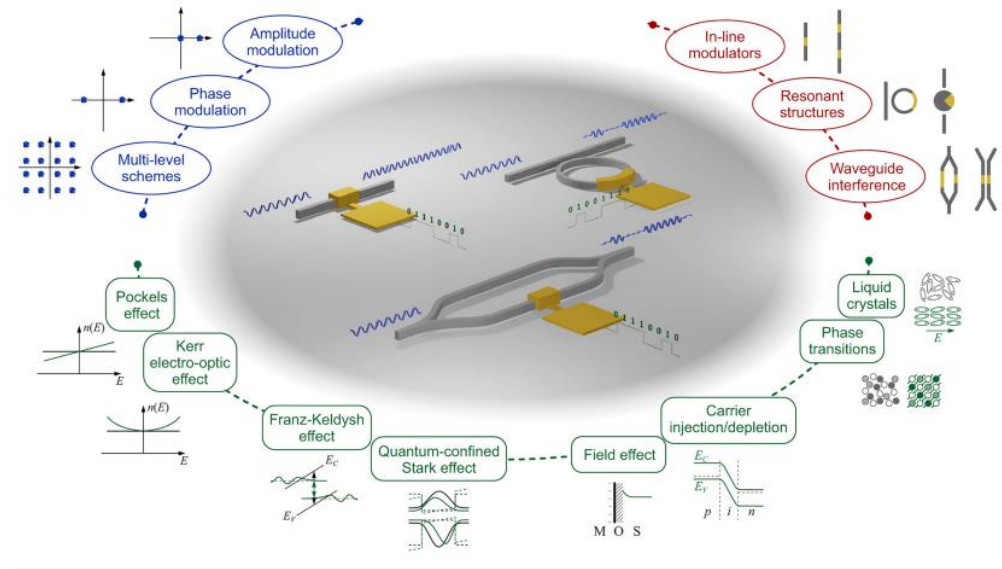 Amplitude
modulation
Phase
modulation
Multi-level
schemes
In-line
modulators
Resonant
structures
Waveguide
interference
0 1 1 1 0 0 1 0
0 1 0 0 1 1 1 0
0 1 1 1 0 0 1 0
Pockels
effect
n(E)
E
Kerr
electro-optic
effect
n(E)
E
Franz-Keldysh
effect
E_C
E_V
Quantum-confined
Stark effect
Field effect
M O S
Carrier
injection/depletion
E_C
E_V
p i n
Phase
transitions
Liquid
crystals
E